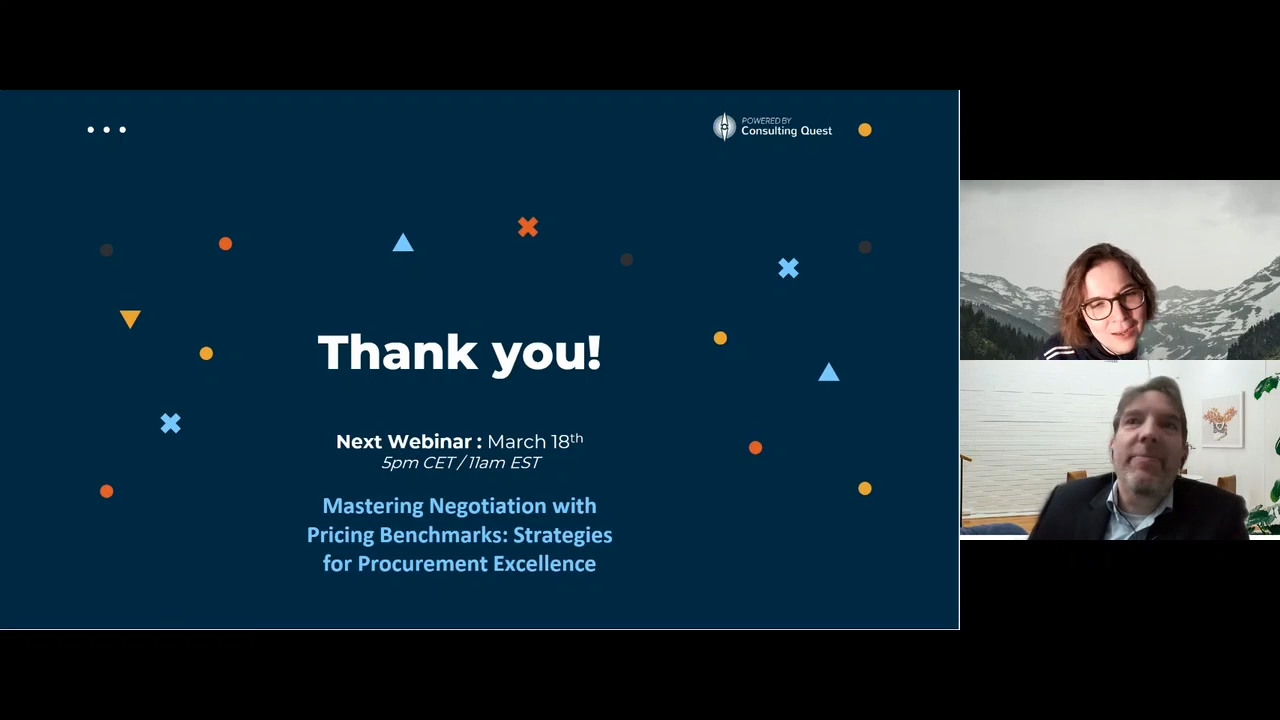 POWERED BY
Consulting Quest
Thank you!
Next Webinar : March 18th
5pm CET / 11am EST
Mastering Negotiation with
Pricing Benchmarks: Strategies
for Procurement Excellence